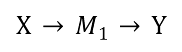 X → M₁ → Y